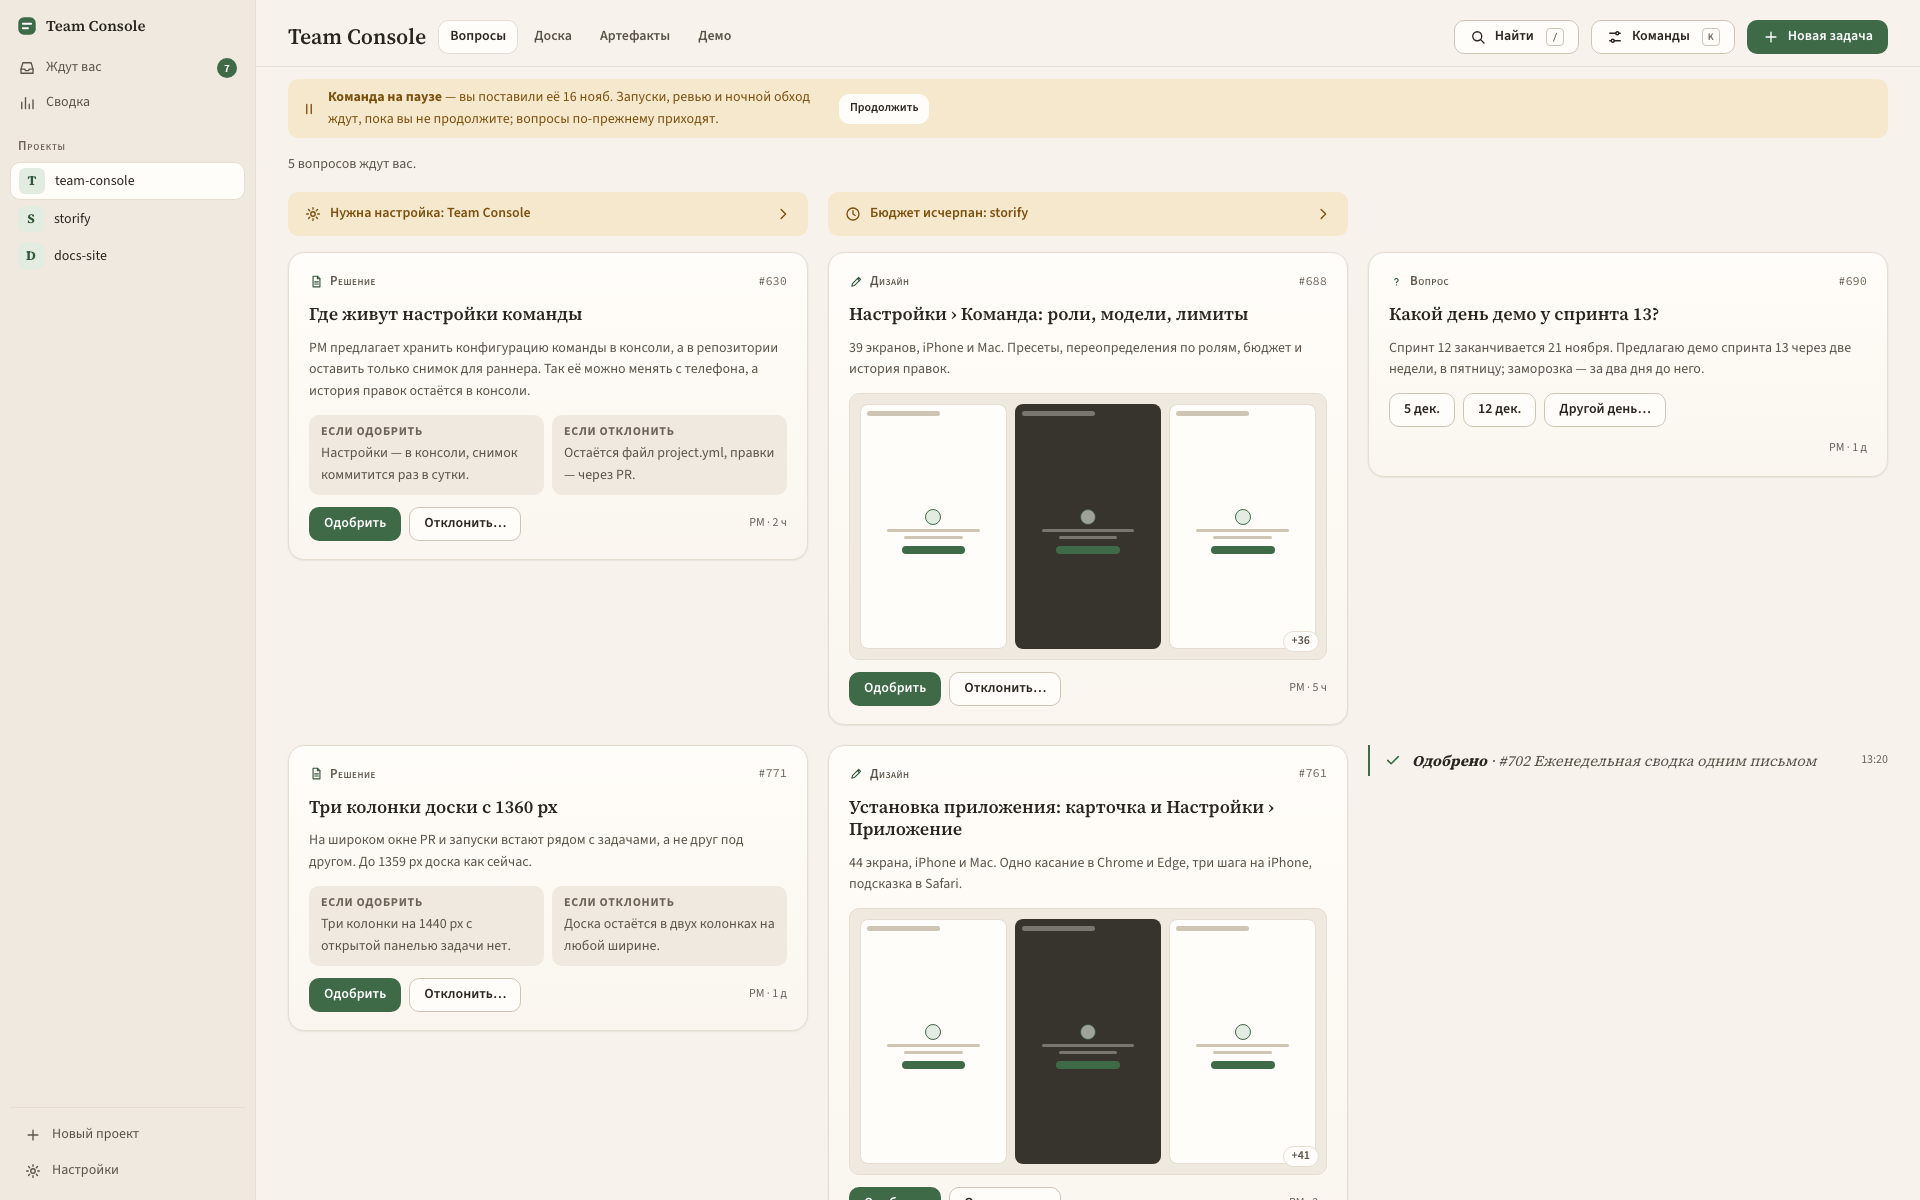 Team Console
Ждут вас
7
Сводка
Проекты
T
team-console
S
storify
D
docs-site
Новый проект
Настройки
Team Console
Вопросы
Доска
Артефакты
Демо
Найти /
Команды K
Новая задача
Команда на паузе — вы поставили её 16 нояб. Запуски, ревью и ночной обход
ждут, пока вы не продолжите; вопросы по-прежнему приходят.
Продолжить
5 вопросов ждут вас.
Нужна настройка: Team Console
Бюджет исчерпан: storify
Решение
#630
Где живут настройки команды
PM предлагает хранить конфигурацию команды в консоли, а в репозитории
оставить только снимок для раннера. Так её можно менять с телефона, а
история правок остаётся в консоли.
ЕСЛИ ОДОБРИТЬ
Настройки — в консоли, снимок
коммитится раз в сутки.
ЕСЛИ ОТКЛОНИТЬ
Остаётся файл project.yml, правки
— через PR.
Одобрить
Отклонить…
PM · 2 ч
Дизайн
#688
Настройки › Команда: роли, модели, лимиты
39 экранов, iPhone и Mac. Пресеты, переопределения по ролям, бюджет и
история правок.
+36
Одобрить
Отклонить…
PM · 5 ч
? Вопрос
#690
Какой день демо у спринта 13?
Спринт 12 заканчивается 21 ноября. Предлагаю демо спринта 13 через две
недели, в пятницу; заморозка — за два дня до него.
5 дек.
12 дек.
Другой день…
PM · 1 д
Решение
#771
Три колонки доски с 1360 px
На широком окне PR и запуски встают рядом с задачами, а не друг под
другом. До 1359 px доска как сейчас.
ЕСЛИ ОДОБРИТЬ
Три колонки на 1440 px с
открытой панелью задачи нет.
ЕСЛИ ОТКЛОНИТЬ
Доска остаётся в двух колонках на
любой ширине.
Одобрить
Отклонить…
PM · 1 д
Дизайн
#761
Установка приложения: карточка и Настройки ›
Приложение
44 экрана, iPhone и Mac. Одно касание в Chrome и Edge, три шага на iPhone,
подсказка в Safari.
+41
Одобрено · #702 Еженедельная сводка одним письмом
13:20